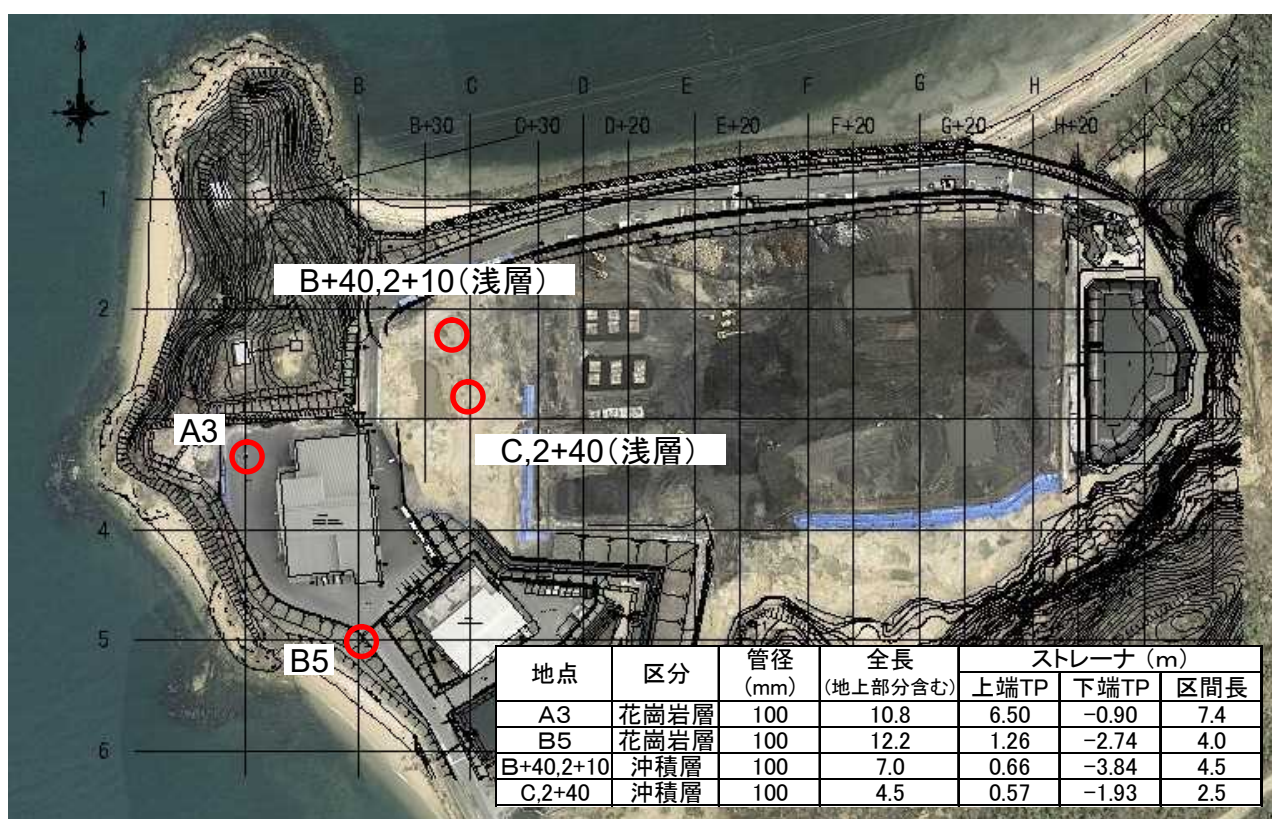 B C D E F G H I
B+30 C+30 D+20 E+20 F+20 G+20 H+20
1
B+40,2+10(浅層)
2
A3
C,2+40(浅層)
4
5
B5
6
地点 区分 管径(mm) 全長(地上部分含む) ストレーナ(m)
上端TP 下端TP 区間長
A3 花崗岩層 100 10.8 6.50 −0.90 7.4
B5 花崗岩層 100 12.2 1.26 −2.74 4.0
B+40,2+10 沖積層 100 7.0 0.66 −3.84 4.5
C,2+40 沖積層 100 4.5 0.57 −1.93 2.5